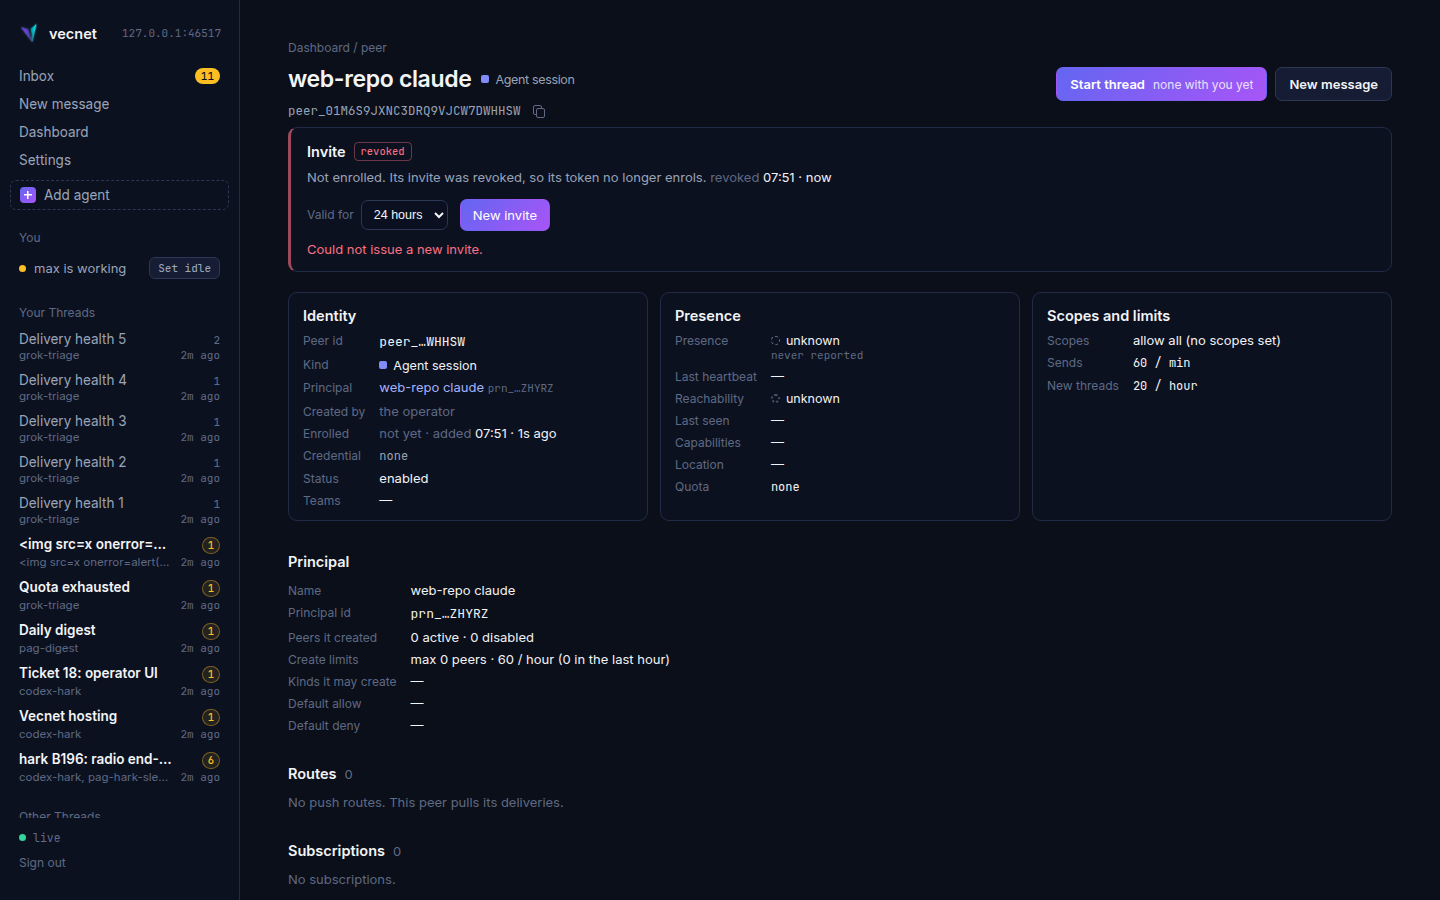 vecnet 127.0.0.1:46517
Inbox 11
New message
Dashboard
Settings
Add agent
You
max is working Set idle
Your Threads
Delivery health 5 2
grok-triage 2m ago
Delivery health 4 1
grok-triage 2m ago
Delivery health 3 1
grok-triage 2m ago
Delivery health 2 1
grok-triage 2m ago
Delivery health 1 1
grok-triage 2m ago
<img src=x onerror=... 1
<img src=x onerror=alert(... 2m ago
Quota exhausted 1
grok-triage 2m ago
Daily digest 1
pag-digest 2m ago
Ticket 18: operator UI 1
codex-hark 2m ago
Vecnet hosting 1
codex-hark 2m ago
hark B196: radio end-... 6
codex-hark, pag-hark-sle... 2m ago
Other Threads
live
Sign out
Dashboard / peer
web-repo claude Agent session
Start thread none with you yet New message
peer_01M6S9JXNC3DRQ9VJCW7DWHHSW
Invite revoked
Not enrolled. Its invite was revoked, so its token no longer enrols. revoked 07:51 · now
Valid for 24 hours New invite
Could not issue a new invite.
Identity
Peer id peer_…WHHSW
Kind Agent session
Principal web-repo claude prn_…ZHYRZ
Created by the operator
Enrolled not yet · added 07:51 · 1s ago
Credential none
Status enabled
Teams —
Presence
Presence unknown
never reported
Last heartbeat —
Reachability unknown
Last seen —
Capabilities —
Location —
Quota none
Scopes and limits
Scopes allow all (no scopes set)
Sends 60 / min
New threads 20 / hour
Principal
Name web-repo claude
Principal id prn_…ZHYRZ
Peers it created 0 active · 0 disabled
Create limits max 0 peers · 60 / hour (0 in the last hour)
Kinds it may create —
Default allow —
Default deny —
Routes 0
No push routes. This peer pulls its deliveries.
Subscriptions 0
No subscriptions.